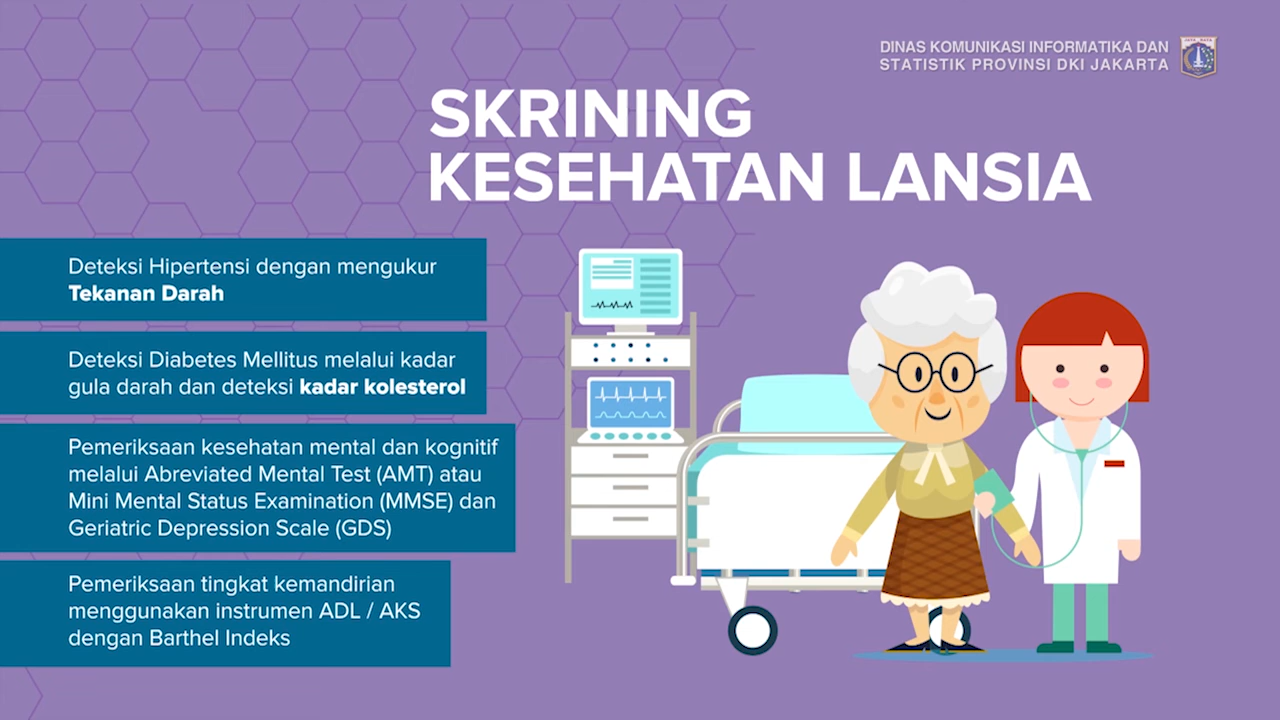 DINAS KOMUNIKASI INFORMATIKA DAN
STATISTIK PROVINSI DKI JAKARTA
SKRINING
KESEHATAN LANSIA
Deteksi Hipertensi dengan mengukur
Tekanan Darah
Deteksi Diabetes Mellitus melalui kadar
gula darah dan deteksi kadar kolesterol
Pemeriksaan kesehatan mental dan kognitif
melalui Abreviated Mental Test (AMT) atau
Mini Mental Status Examination (MMSE) dan
Geriatric Depression Scale (GDS)
Pemeriksaan tingkat kemandirian
menggunakan instrumen ADL / AKS
dengan Barthel Indeks